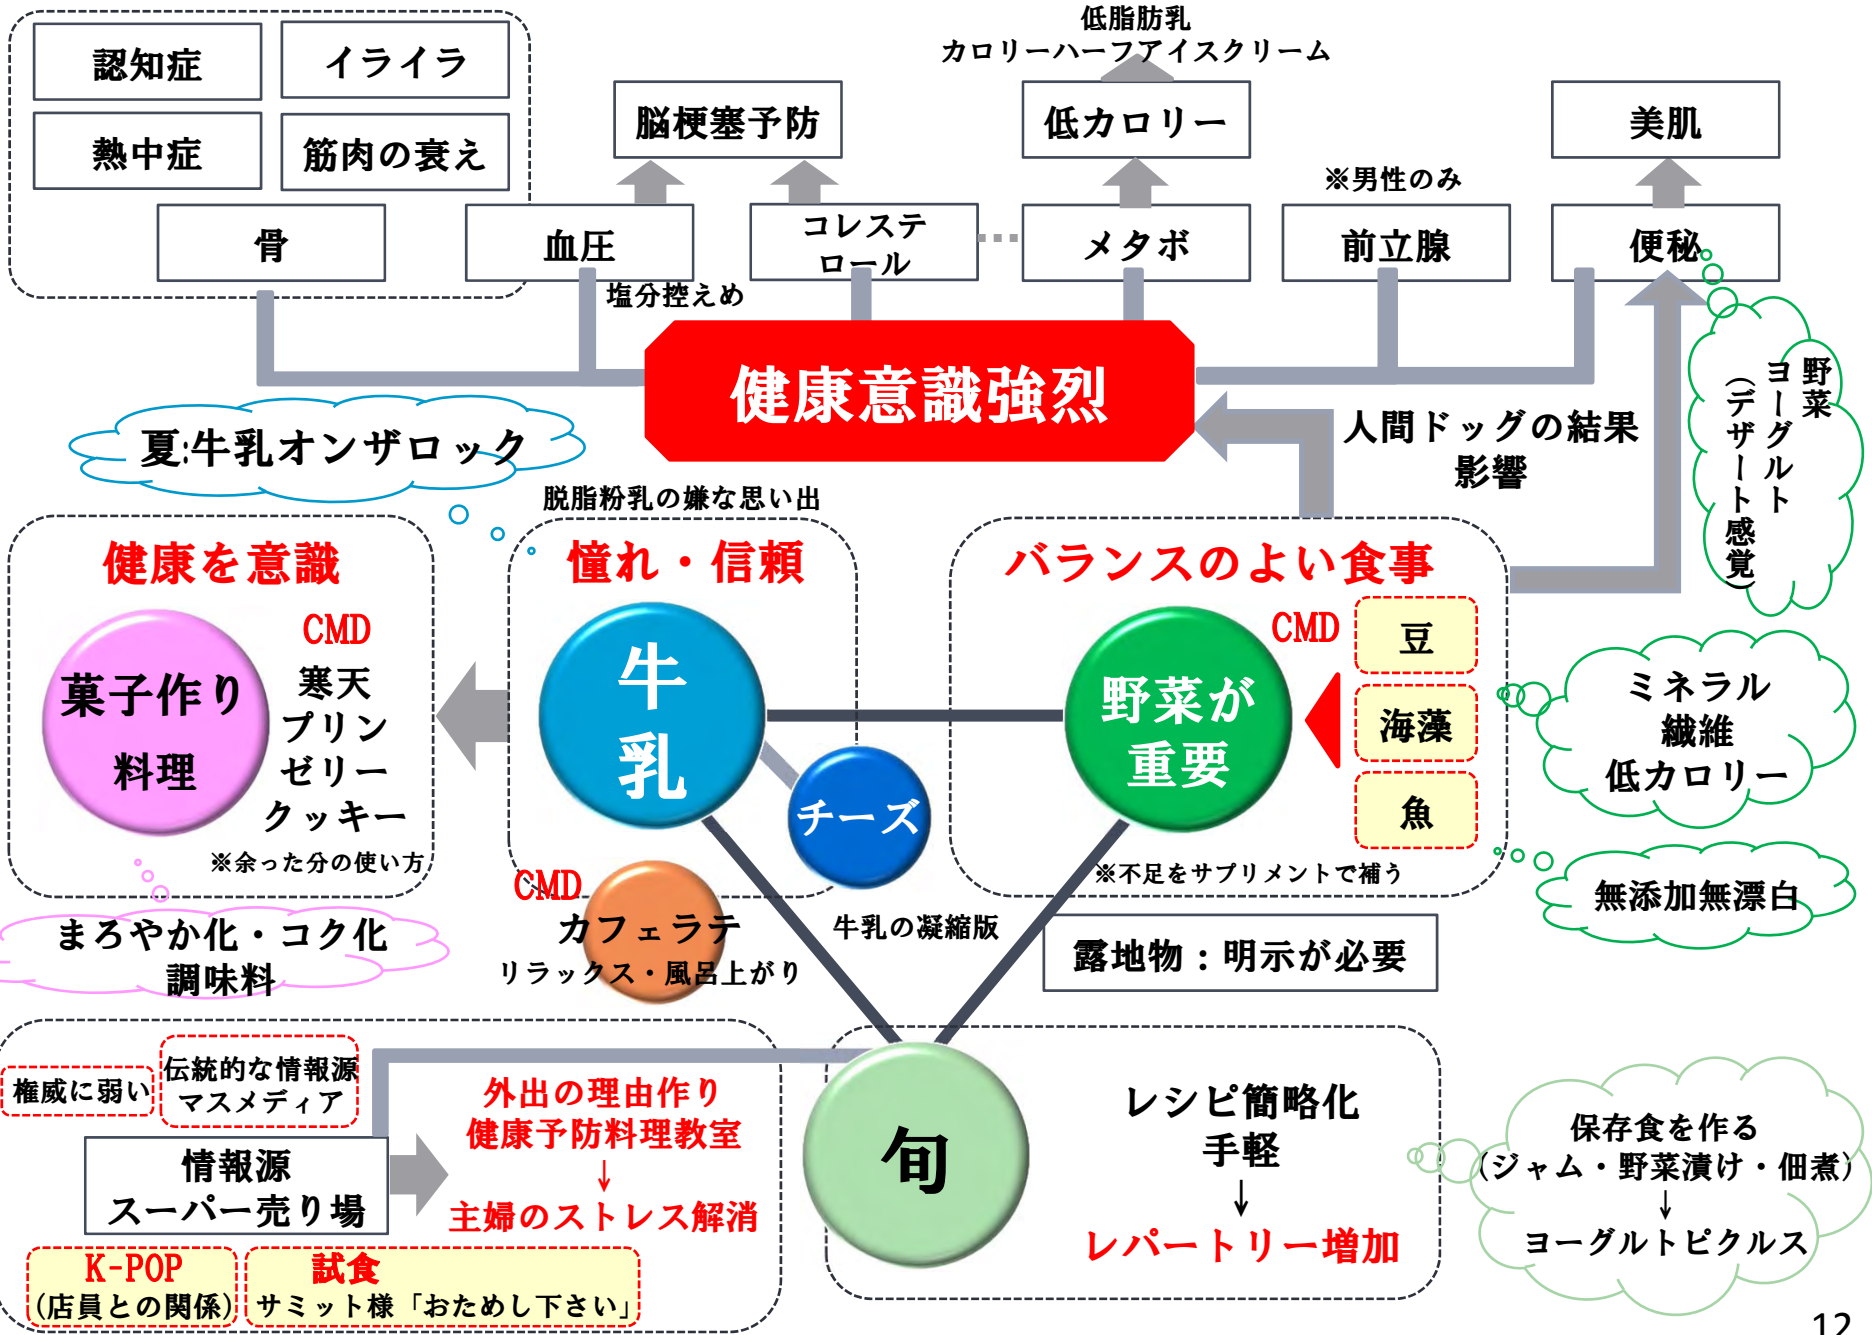 低脂肪乳
カロリーハーフアイスクリーム
認知症
イライラ
熱中症
筋肉の衰え
脳梗塞予防
低カロリー
美肌
※男性のみ
骨
血圧
コレステ
ロール
メタボ
前立腺
便秘
塩分控えめ
健康意識強烈
人間ドッグの結果
影響
野菜
ヨーグルト
（デザート感覚）
夏:牛乳オンザロック
脱脂粉乳の嫌な思い出
健康を意識
憧れ・信頼
バランスのよい食事
菓子作り
料理
CMD
寒天
プリン
ゼリー
クッキー
※余った分の使い方
牛
乳
チーズ
野菜が
重要
CMD
豆
海藻
魚
※不足をサプリメントで補う
ミネラル
繊維
低カロリー
無添加無漂白
CMD
カフェラテ
リラックス・風呂上がり
牛乳の凝縮版
まろやか化・コク化
調味料
露地物：明示が必要
権威に弱い
伝統的な情報源
マスメディア
情報源
スーパー売り場
外出の理由作り
健康予防料理教室
↓
主婦のストレス解消
K-POP
(店員との関係)
試食
サミット様「おためし下さい」
旬
レシピ簡略化
手軽
↓
レパートリー増加
保存食を作る
(ジャム・野菜漬け・佃煮)
↓
ヨーグルトピクルス
12